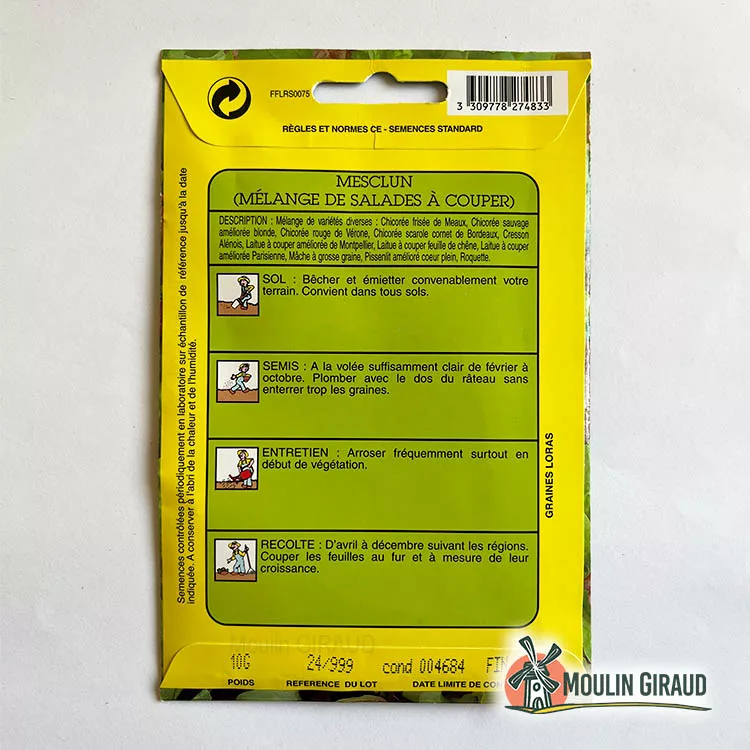 FFLRS0075
3 309778 274833
RÈGLES ET NORMES CE - SEMENCES STANDARD
MESCLUN
(MÉLANGE DE SALADES À COUPER)
DESCRIPTION : Mélange de variétés diverses : Chicorée frisée de Meaux, Chicorée sauvage
améliorée blonde, Chicorée rouge de Vérone, Chicorée scarole cornet de Bordeaux, Cresson
Alénois, Laitue à couper améliorée de Montpellier, Laitue à couper feuille de chêne, Laitue à couper
améliorée Parisienne, Mâche à grosse graine, Pissenlit amélioré coeur plein, Roquette.
SOL : Bêcher et émietter convenablement votre
terrain. Convient dans tous sols.
SEMIS : A la volée suffisamment clair de février à
octobre. Plomber avec le dos du râteau sans
enterrer trop les graines.
ENTRETIEN : Arroser fréquemment surtout en
début de végétation.
RECOLTE : D'avril à décembre suivant les régions.
Couper les feuilles au fur et à mesure de leur
croissance.
Semences contrôlées périodiquement en laboratoire sur échantillon de référence jusqu'à la date
indiquée. A conserver à l'abri de la chaleur et de l'humidité.
GRAINES LORAS
Moulin GIRAUD
10G 24/999 cond 004684 FIN
POIDS REFERENCE DU LOT DATE LIMITE DE
MOULIN GIRAUD